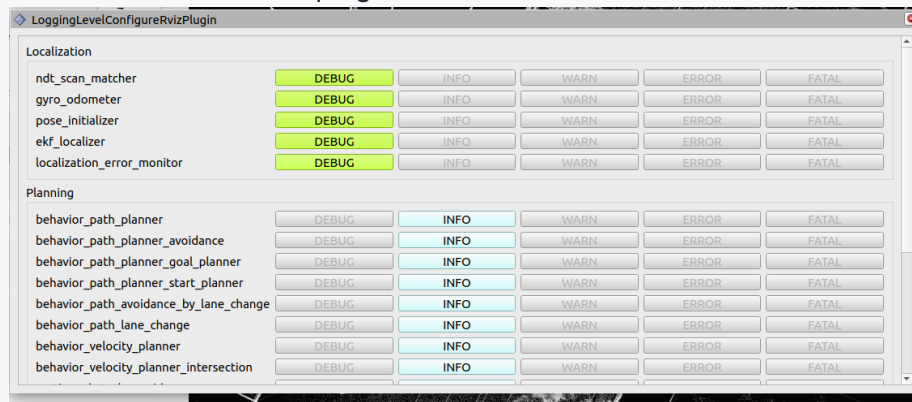 LoggingLevelConfigureRvizPlugin
Localization
ndt_scan_matcher DEBUG INFO WARN ERROR FATAL
gyro_odometer DEBUG INFO WARN ERROR FATAL
pose_initializer DEBUG INFO WARN ERROR FATAL
ekf_localizer DEBUG INFO WARN ERROR FATAL
localization_error_monitor DEBUG INFO WARN ERROR FATAL
Planning
behavior_path_planner DEBUG INFO WARN ERROR FATAL
behavior_path_planner_avoidance DEBUG INFO WARN ERROR FATAL
behavior_path_planner_goal_planner DEBUG INFO WARN ERROR FATAL
behavior_path_planner_start_planner DEBUG INFO WARN ERROR FATAL
behavior_path_avoidance_by_lane_change DEBUG INFO WARN ERROR FATAL
behavior_path_lane_change DEBUG INFO WARN ERROR FATAL
behavior_velocity_planner DEBUG INFO WARN ERROR FATAL
behavior_velocity_planner_intersection DEBUG INFO WARN ERROR FATAL